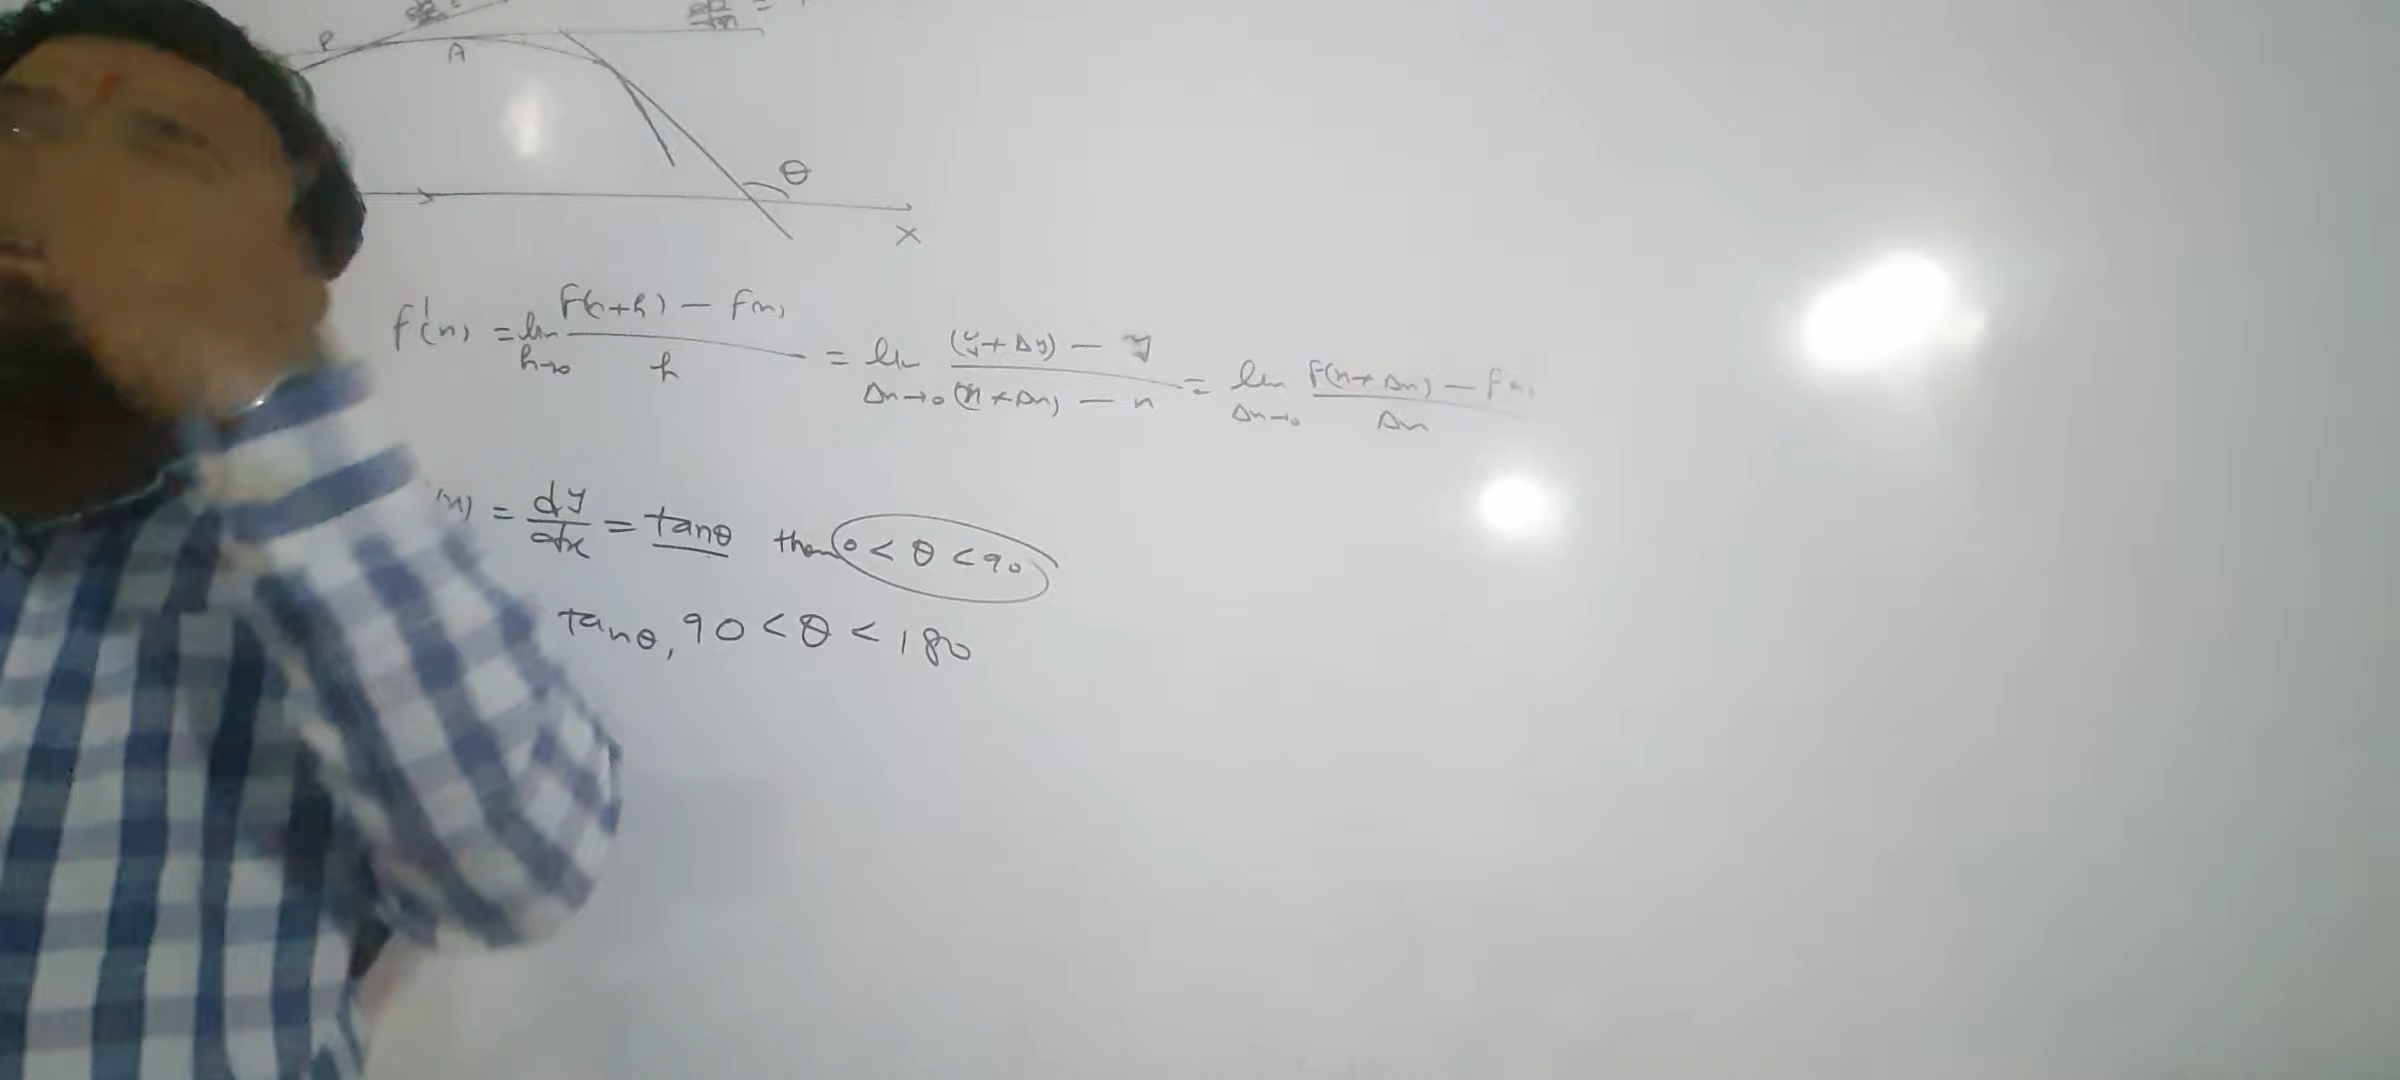 P
A
θ
X
f'(x) = lim h→0 f(x+h) - f(x) / h = lim Δx→0 (y+Δy) - y / (x+Δx) - x = lim Δx→0 f(x+Δx) - f(x) / Δx
(x) = dy/dx = tanθ then 0 < θ < 90
tanθ, 90 < θ < 180